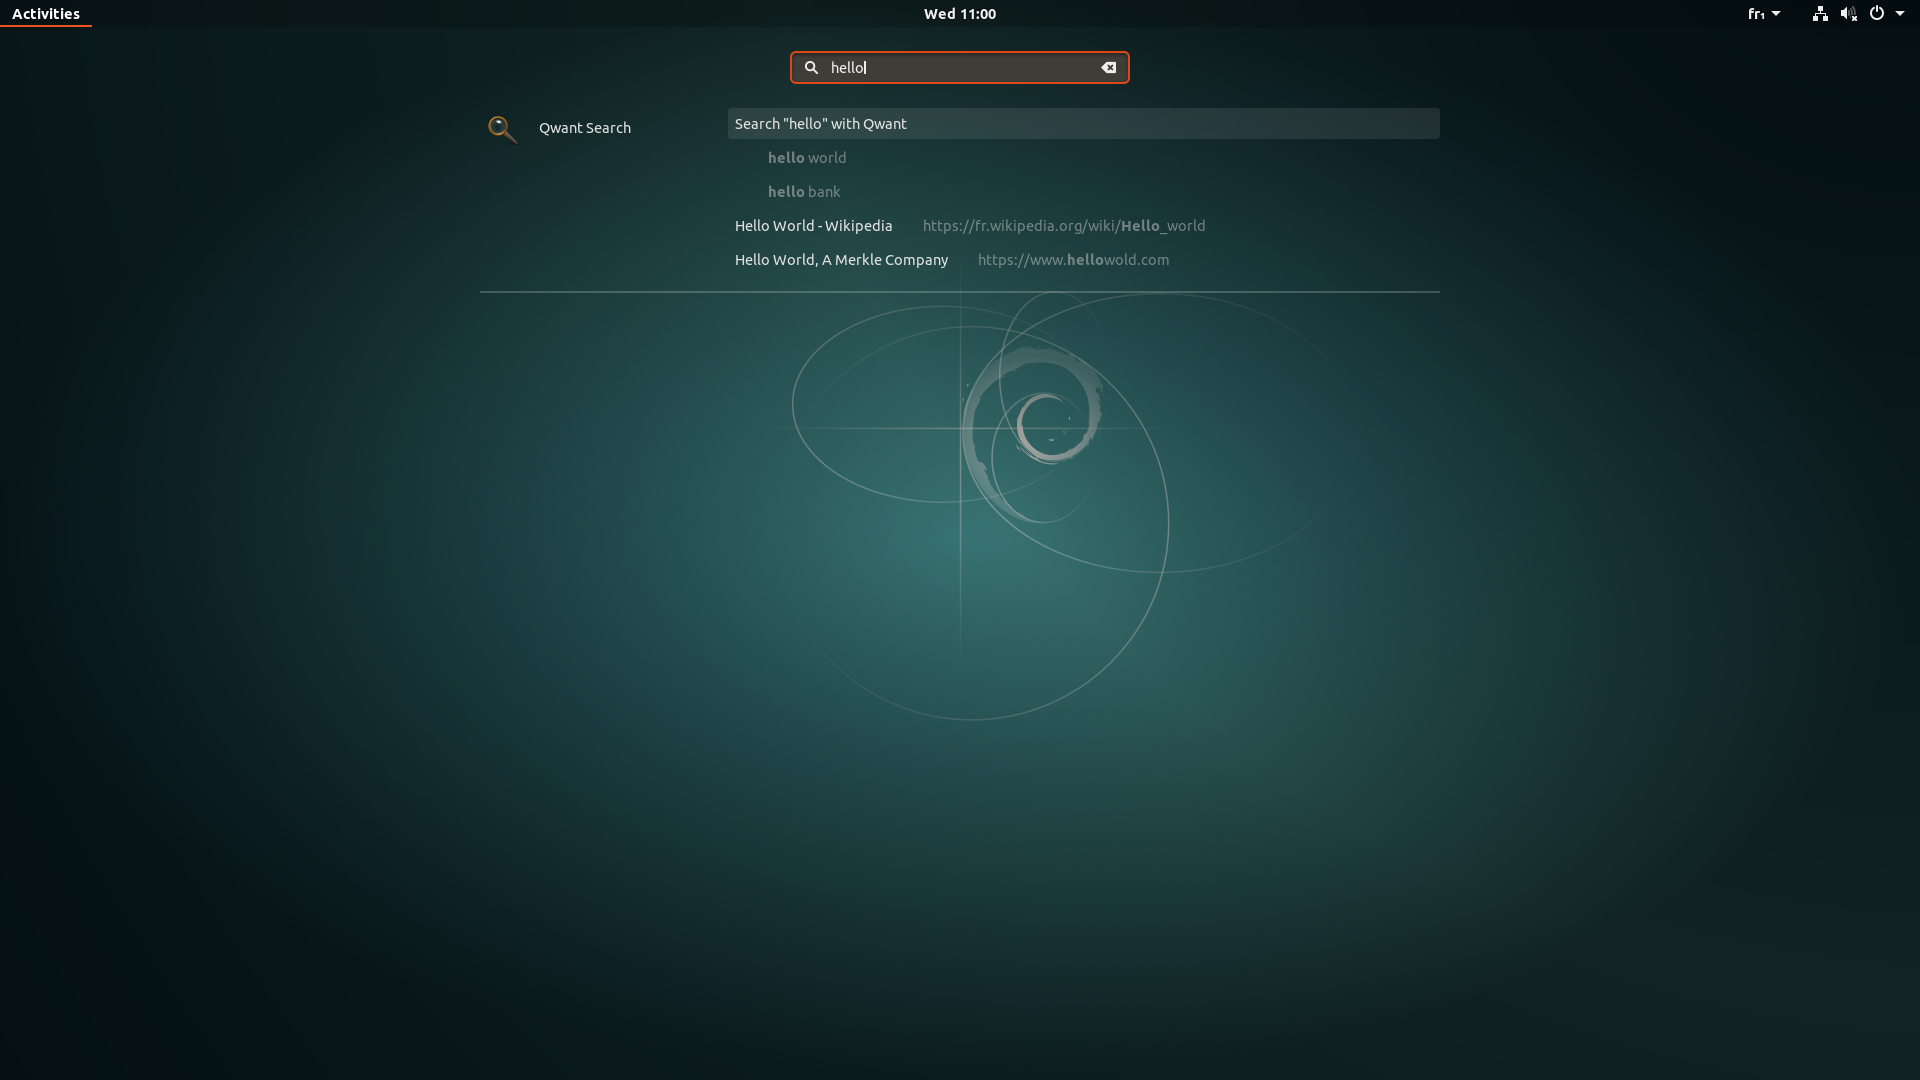 Activities
Wed 11:00
fr₁
hello
Qwant Search
Search "hello" with Qwant
hello world
hello bank
Hello World - Wikipedia https://fr.wikipedia.org/wiki/Hello_world
Hello World, A Merkle Company https://www.hellowold.com